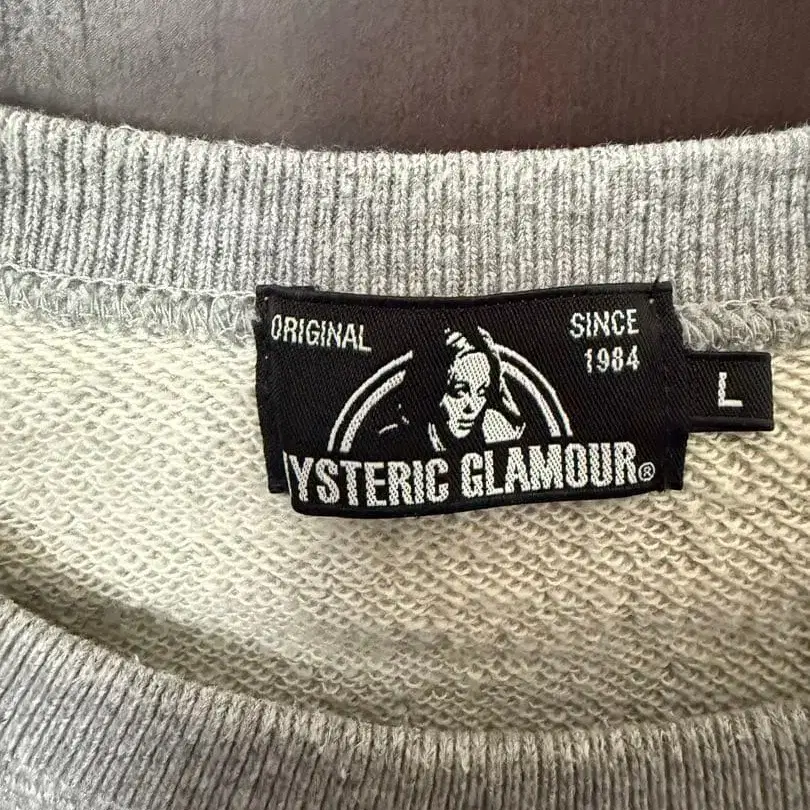 ORIGINAL
SINCE
1984
L
HYSTERIC GLAMOUR®